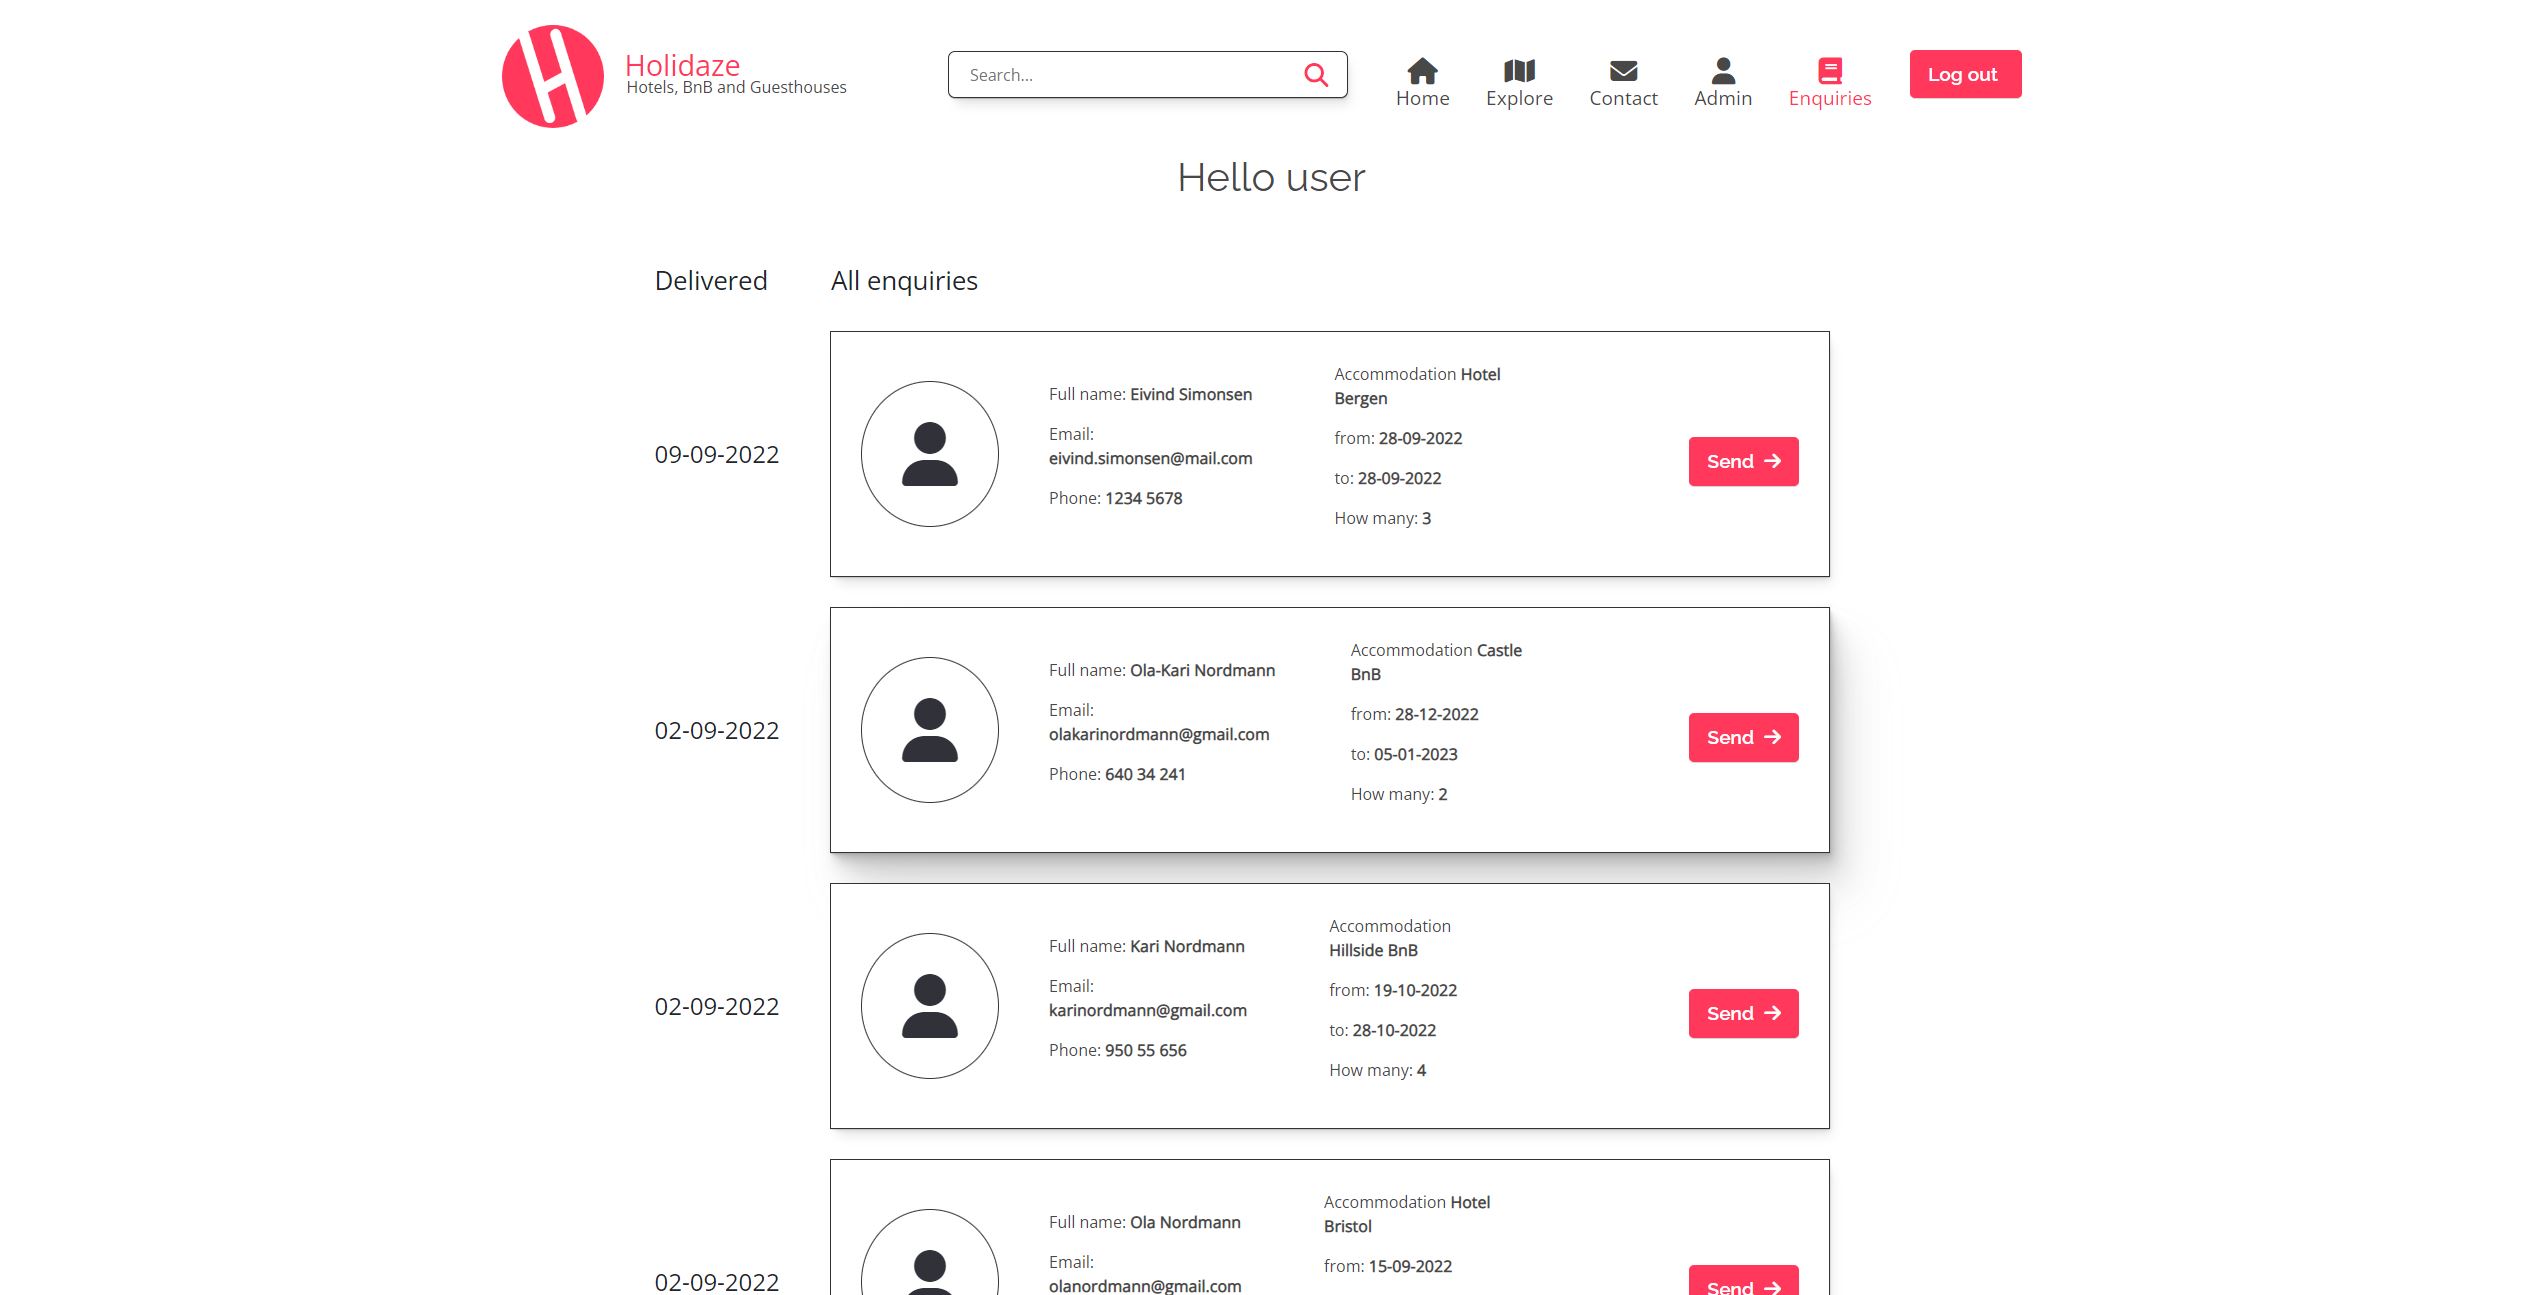 Holidaze
Hotels, BnB and Guesthouses
Search...
Home
Explore
Contact
Admin
Enquiries
Log out
Hello user
Delivered
All enquiries
09-09-2022
Full name: Eivind Simonsen
Email:
eivind.simonsen@mail.com
Phone: 1234 5678
Accommodation Hotel
Bergen
from: 28-09-2022
to: 28-09-2022
How many: 3
Send
02-09-2022
Full name: Ola-Kari Nordmann
Email:
olakarinordmann@gmail.com
Phone: 640 34 241
Accommodation Castle
BnB
from: 28-12-2022
to: 05-01-2023
How many: 2
Send
02-09-2022
Full name: Kari Nordmann
Email:
karinordmann@gmail.com
Phone: 950 55 656
Accommodation
Hillside BnB
from: 19-10-2022
to: 28-10-2022
How many: 4
Send
02-09-2022
Full name: Ola Nordmann
Email:
olanordmann@gmail.com
Accommodation Hotel
Bristol
from: 15-09-2022
Send